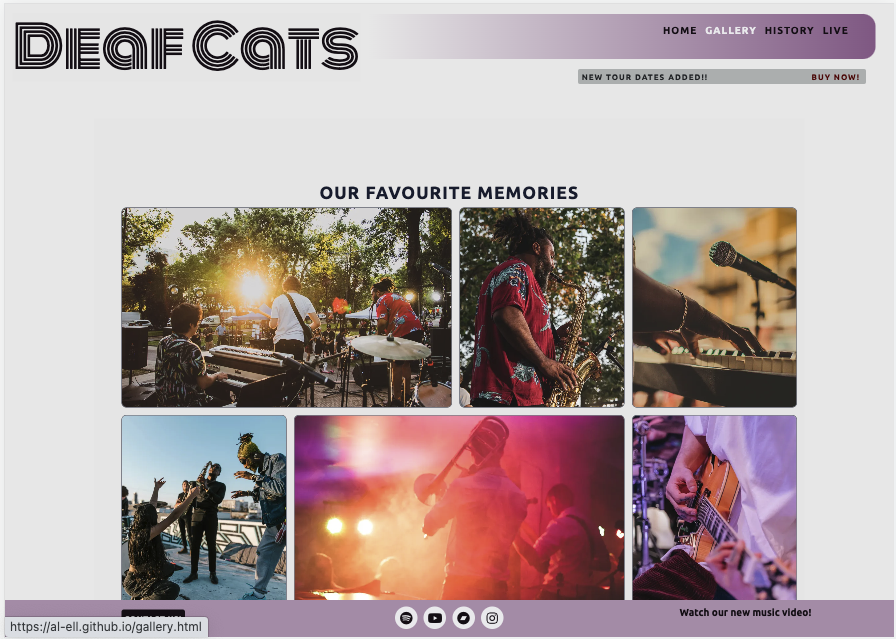 DeafCats
HOME GALLERY HISTORY LIVE
NEW TOUR DATES ADDED!! BUY NOW!
OUR FAVOURITE MEMORIES
Watch our new music video!
https://al-ell.github.io/gallery.html